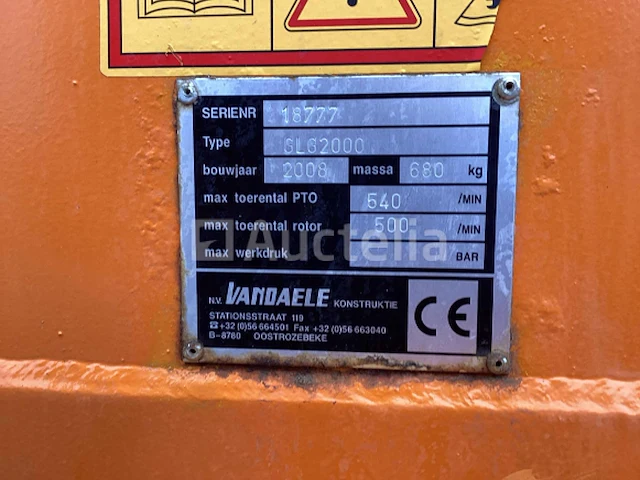 SERIENR 18777
Type GLG2000
bouwjaar 2008 massa 680 kg
max toerental PTO 540 /MIN
max toerental rotor 500 /MIN
max werkdruk BAR
Auctelia
N.V. VANDAELE KONSTRUKTIE
STATIONSSTRAAT 119
☎+32 (0)56 664501 Fax +32 (0)56 663040
B-8760 OOSTROZEBEKE
CE